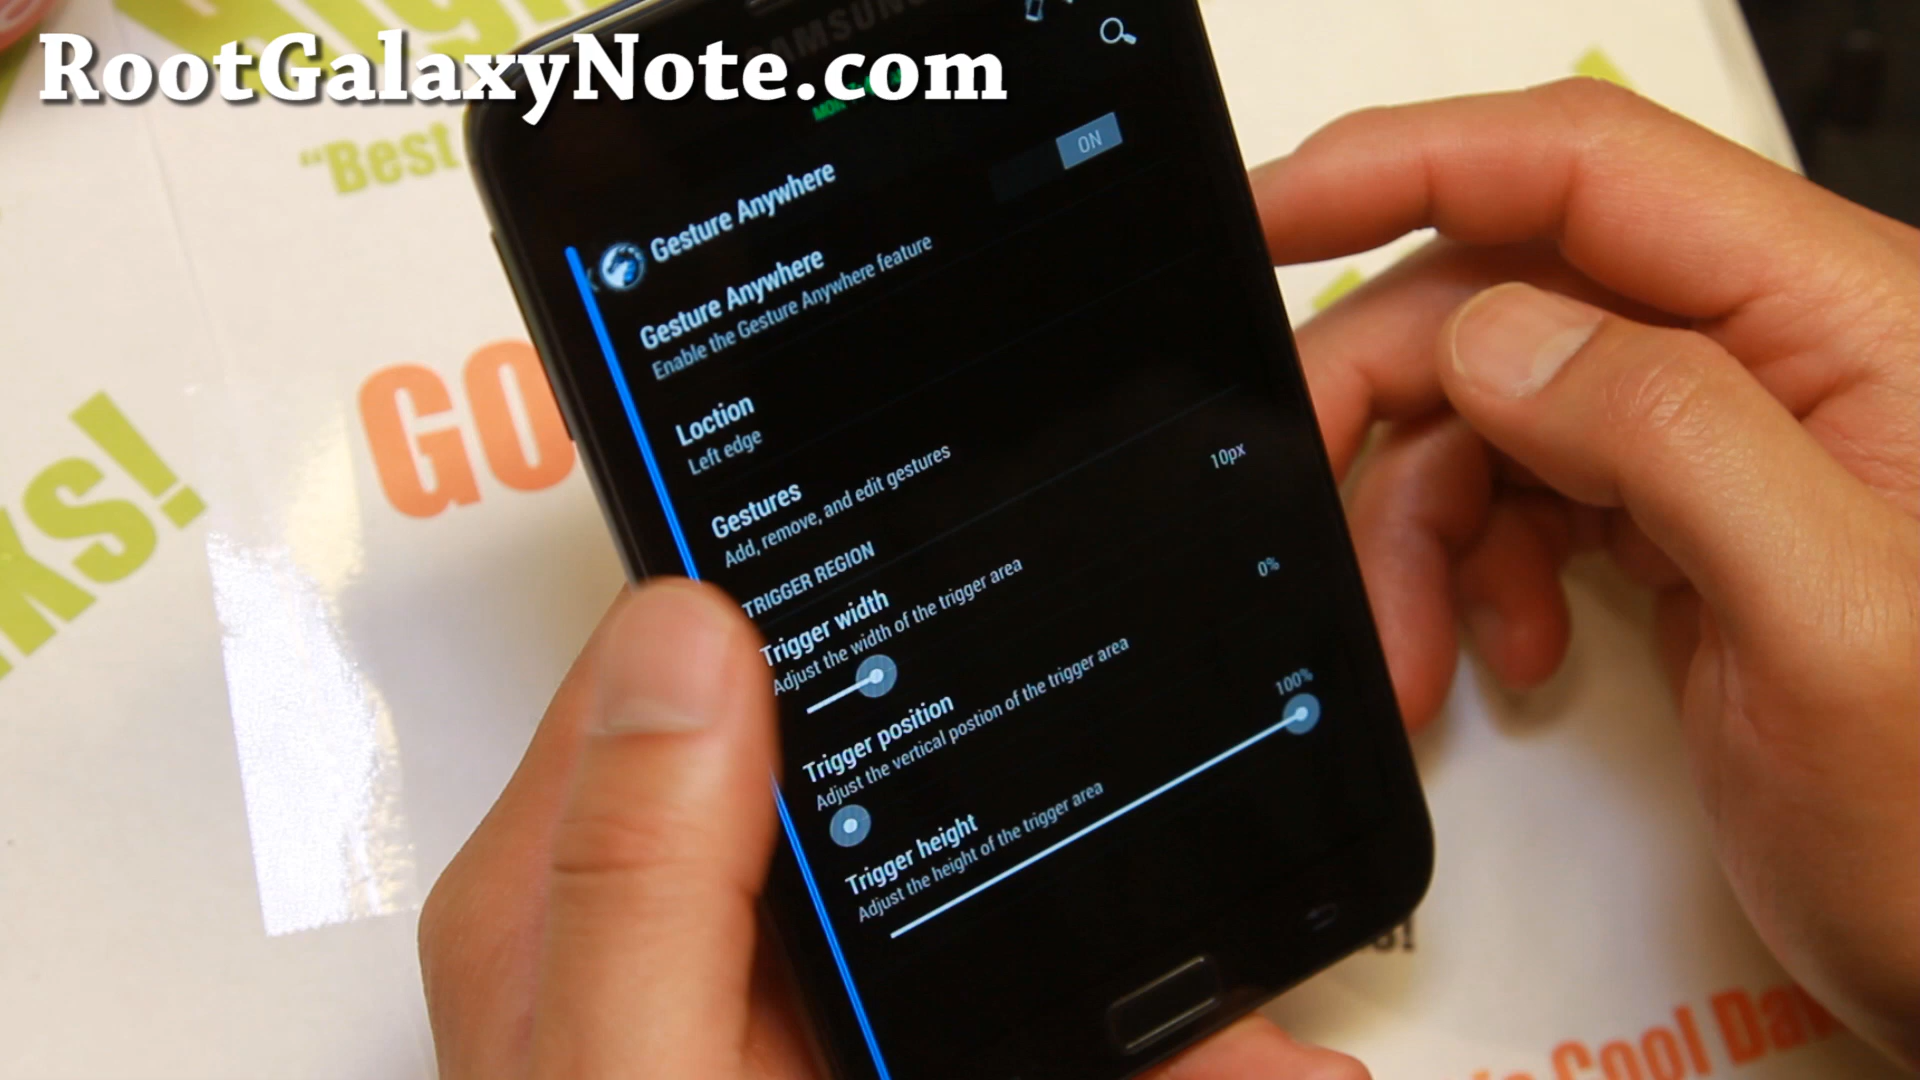 RootGalaxyNote.com
SAMSUNG
"Best
GO
ks!
ON
Gesture Anywhere
Gesture Anywhere
Enable the Gesture Anywhere feature
Loction
Left edge
Gestures
Add, remove, and edit gestures
TRIGGER REGION
Trigger width
10px
Adjust the width of the trigger area
Trigger position
0%
Adjust the vertical postion of the trigger area
Trigger height
100%
Adjust the height of the trigger area
Cool Da